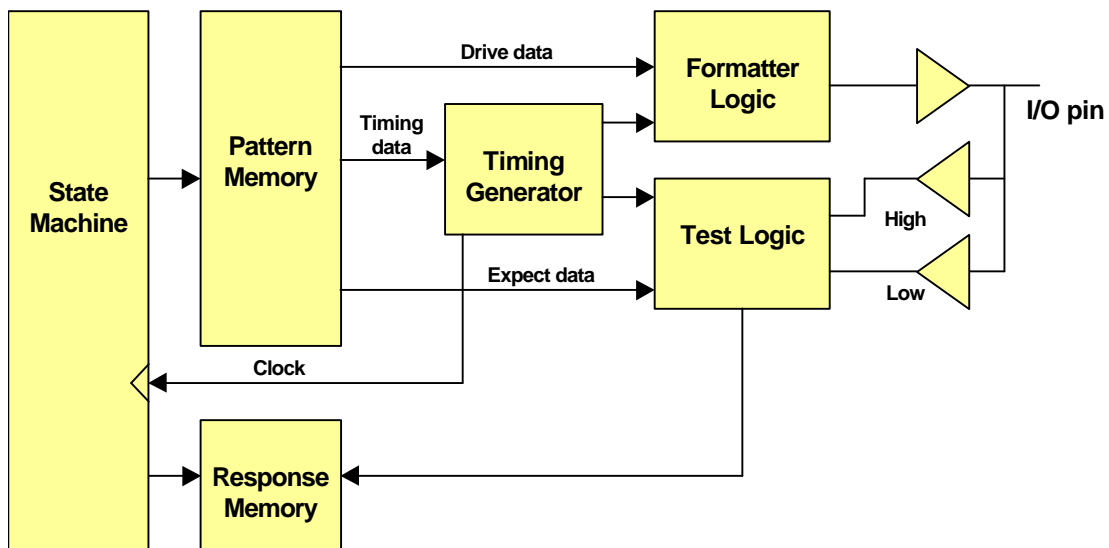 State
Machine
Pattern
Memory
Drive data
Timing
data
Timing
Generator
Expect data
Clock
Response
Memory
Formatter
Logic
Test Logic
High
Low
I/O pin